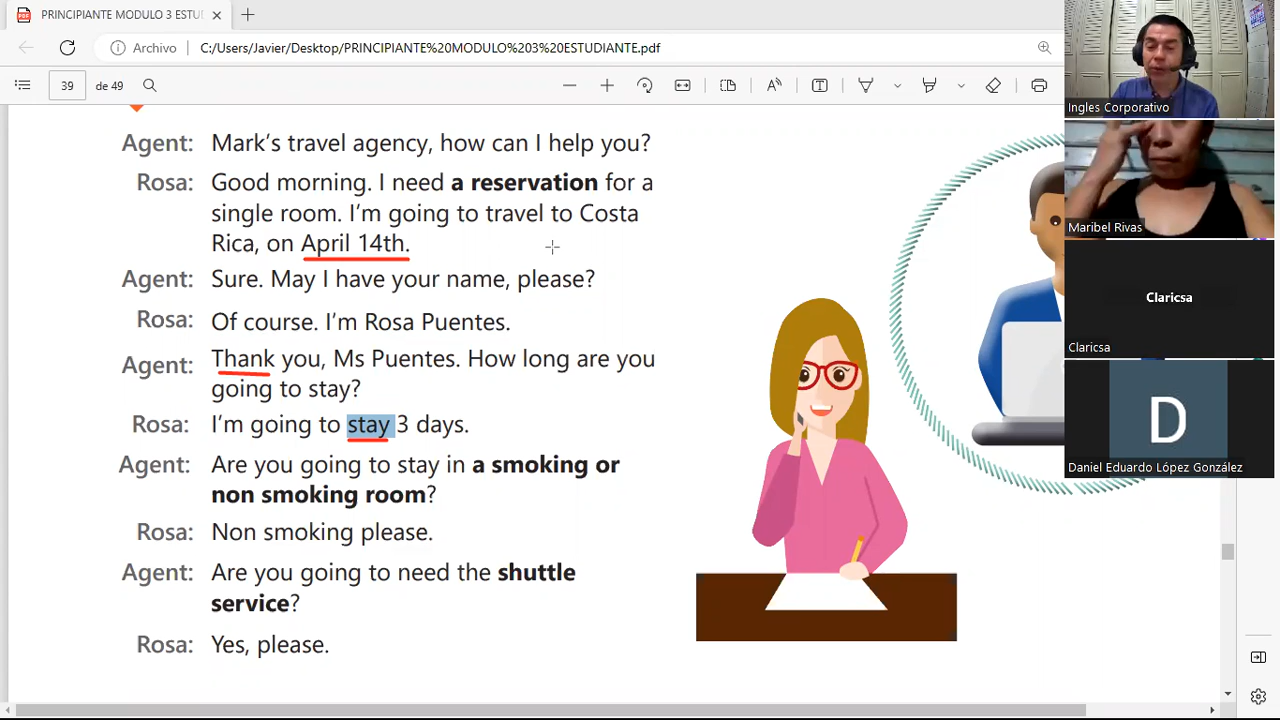 PRINCIPIANTE MODULO 3 ESTUD
Archivo
C:/Users/Javier/Desktop/PRINCIPIANTE%20MODULO%203%20ESTUDIANTE.pdf
39 de 49
Agent: Mark's travel agency, how can I help you?
Rosa: Good morning. I need a reservation for a
single room. I'm going to travel to Costa
Rica, on April 14th.
Agent: Sure. May I have your name, please?
Rosa: Of course. I'm Rosa Puentes.
Agent: Thank you, Ms Puentes. How long are you
going to stay?
Rosa: I'm going to stay 3 days.
Agent: Are you going to stay in a smoking or
non smoking room?
Rosa: Non smoking please.
Agent: Are you going to need the shuttle
service?
Rosa: Yes, please.
Ingles Corporativo
Maribel Rivas
Claricsa
Claricsa
D
Daniel Eduardo López González